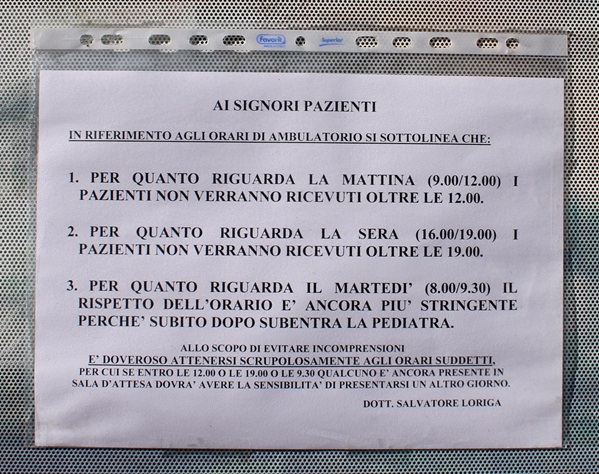 Favorit Superior
AI SIGNORI PAZIENTI
IN RIFERIMENTO AGLI ORARI DI AMBULATORIO SI SOTTOLINEA CHE:
1. PER QUANTO RIGUARDA LA MATTINA (9.00/12.00) I
PAZIENTI NON VERRANNO RICEVUTI OLTRE LE 12.00.
2. PER QUANTO RIGUARDA LA SERA (16.00/19.00) I
PAZIENTI NON VERRANNO RICEVUTI OLTRE LE 19.00.
3. PER QUANTO RIGUARDA IL MARTEDI' (8.00/9.30) IL
RISPETTO DELL'ORARIO E' ANCORA PIU' STRINGENTE
PERCHE' SUBITO DOPO SUBENTRA LA PEDIATRA.
ALLO SCOPO DI EVITARE INCOMPRENSIONI
E' DOVEROSO ATTENERSI SCRUPOLOSAMENTE AGLI ORARI SUDDETTI,
PER CUI SE ENTRO LE 12.00 O LE 19.00 O LE 9.30 QUALCUNO E' ANCORA PRESENTE IN
SALA D'ATTESA DOVRA' AVERE LA SENSIBILITA' DI PRESENTARSI UN ALTRO GIORNO.
DOTT. SALVATORE LORIGA